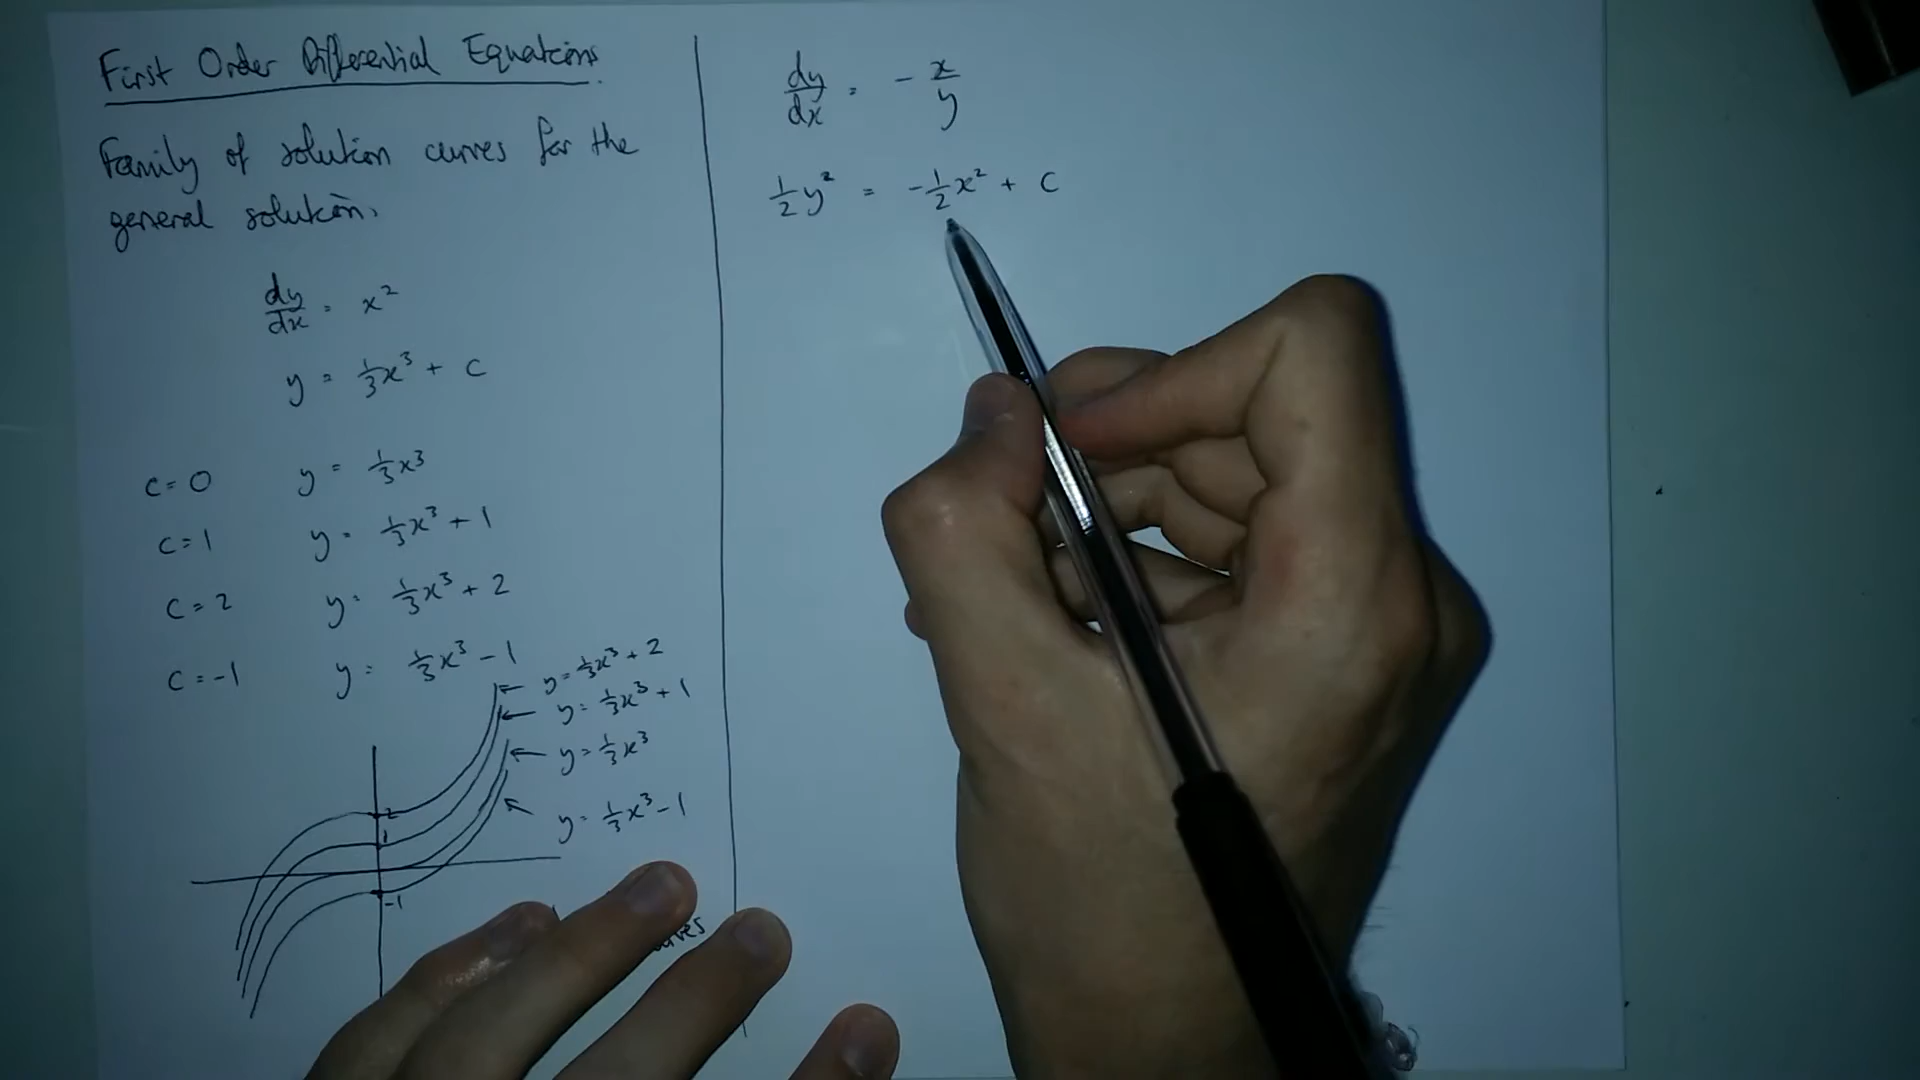 First Order Differential Equations
Family of solution curves for the
general solution.
dy/dx = x²
y = 1/3x³ + c
c = 0 y = 1/3x³
c = 1 y = 1/3x³ + 1
c = 2 y = 1/3x³ + 2
c = -1 y = 1/3x³ - 1
y = 1/3x³ + 2
y = 1/3x³ + 1
y = 1/3x³
y = 1/3x³ - 1
2
1
-1
dy/dx = - x/y
1/2y² = -1/2x² + c